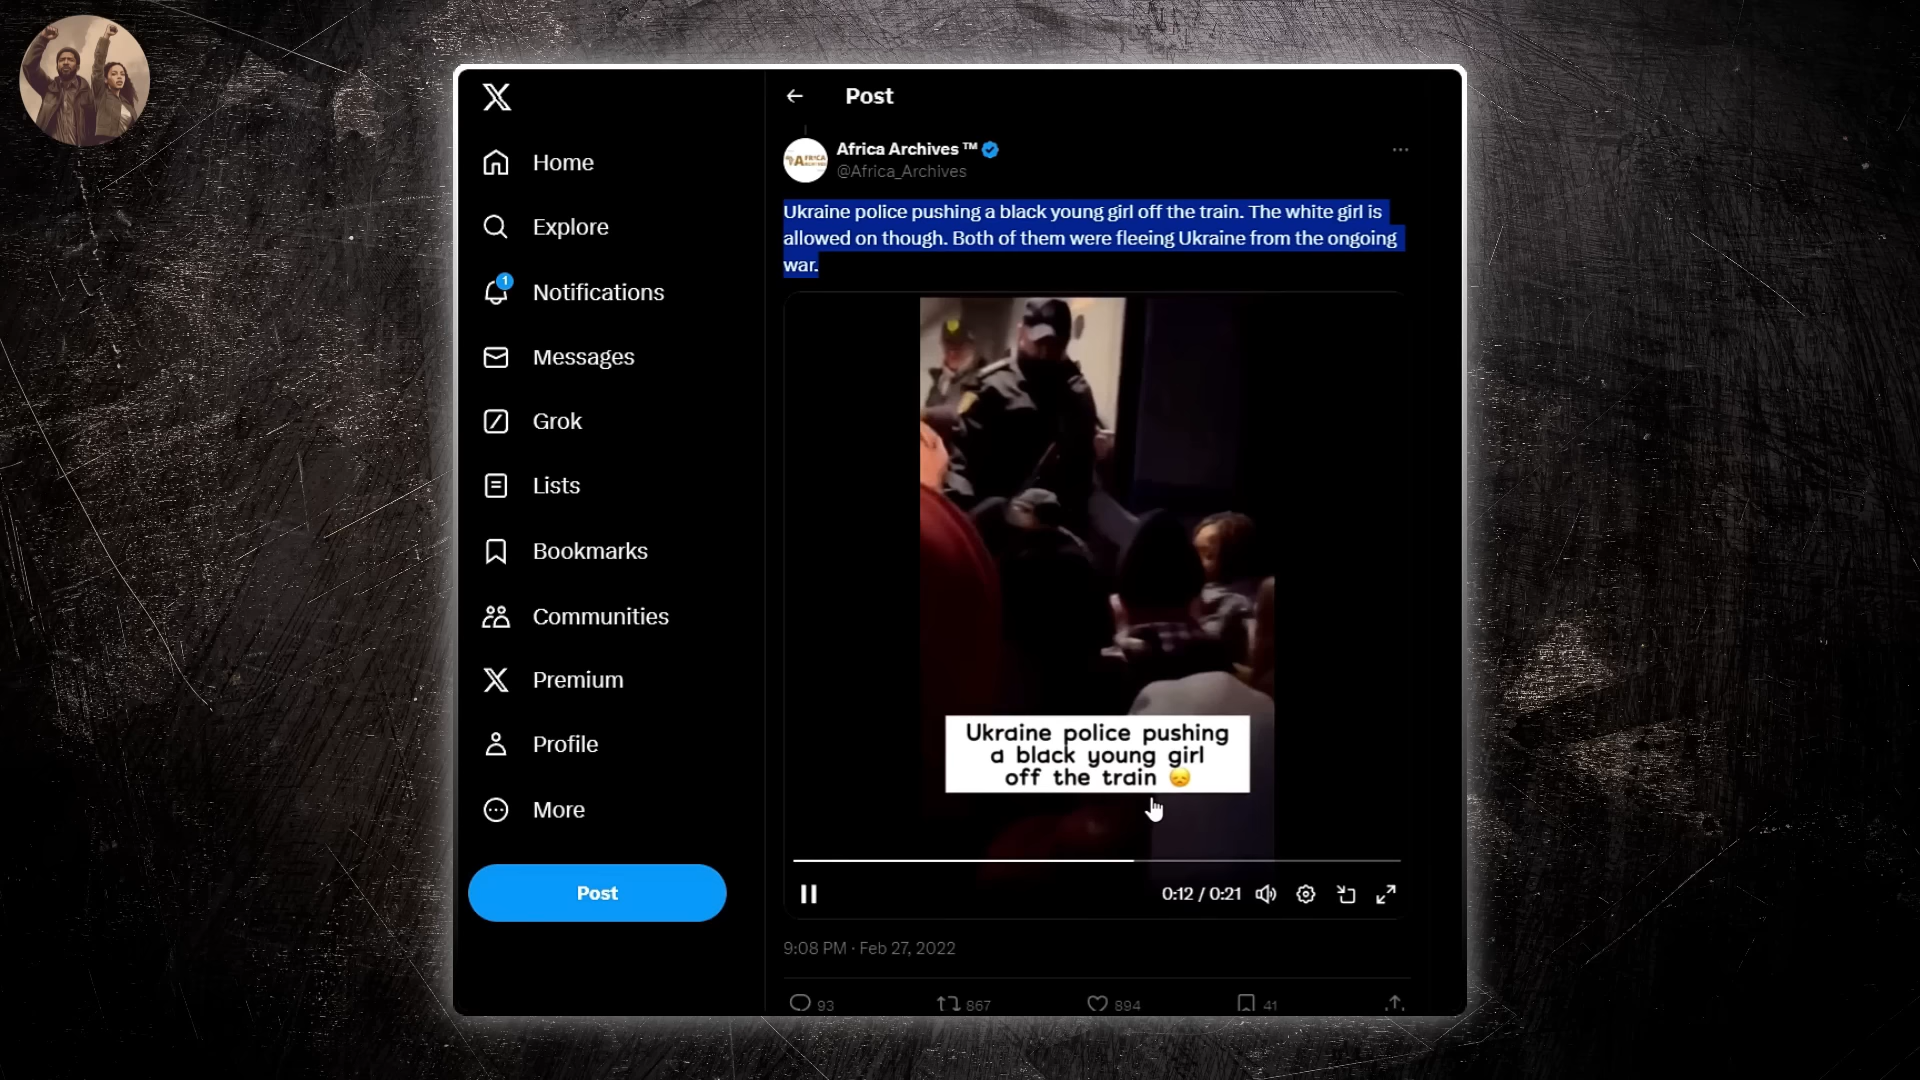 Post
Africa Archives ™
@Africa_Archives
Home
Explore
1
Notifications
Messages
Grok
Lists
Bookmarks
Communities
Premium
Profile
More
Post
Ukraine police pushing a black young girl off the train. The white girl is
allowed on though. Both of them were fleeing Ukraine from the ongoing
war.
Ukraine police pushing
a black young girl
off the train 😞
0:12 / 0:21
9:08 PM · Feb 27, 2022
93
867
894
41